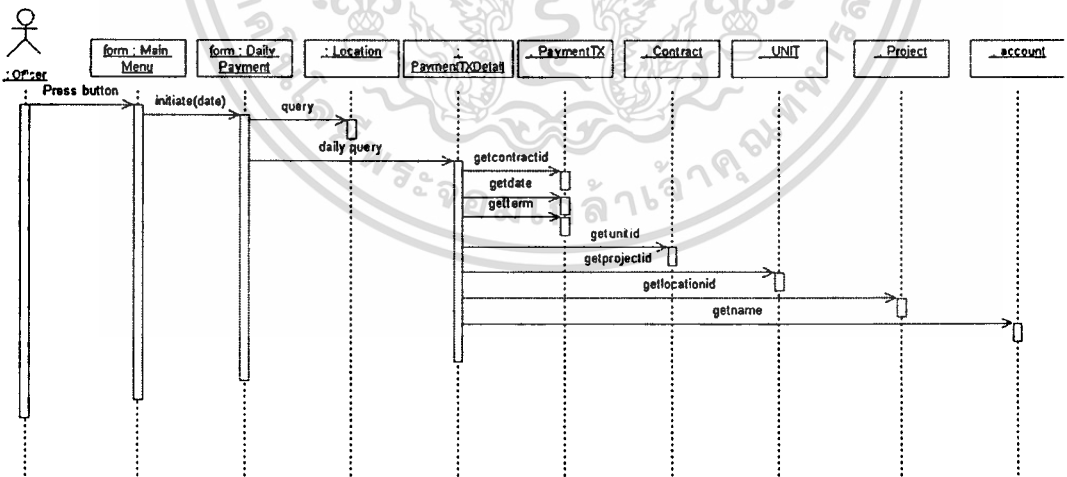 : Officer
form : Main
Menu
form : Daily
Payment
: Location
:
PaymentTXDetail
: PaymentTX
: Contract
: UNIT
: Project
: account
Press button
initiate(date)
query
daily query
getcontractid
getdate
getterm
getunitid
getprojectid
getlocationid
getname